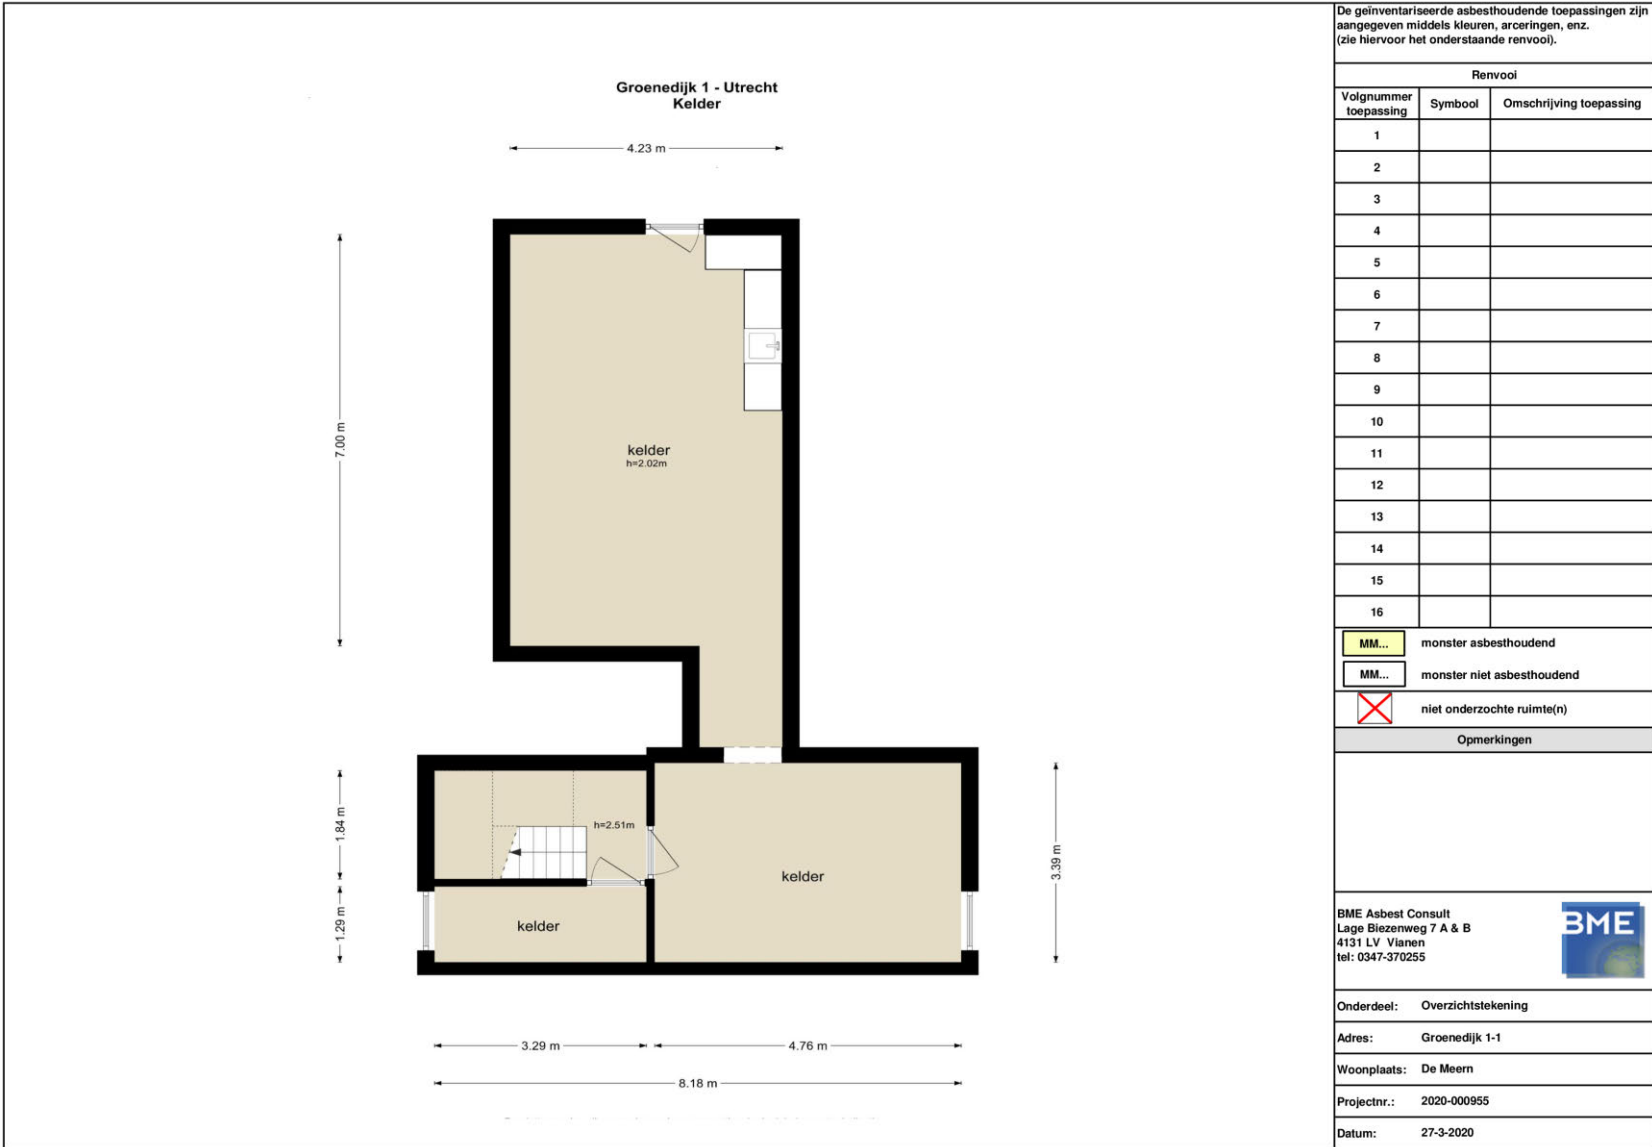 Groenedijk 1 - Utrecht
Kelder
4.23 m
7.00 m
kelder
h=2.02m
1.84 m
h=2.51m
kelder
3.39 m
1.29 m
kelder
3.29 m
4.76 m
8.18 m
De geïnventariseerde asbesthoudende toepassingen zijn
aangegeven middels kleuren, arceringen, enz.
(zie hiervoor het onderstaande renvooi).
Renvooi
Volgnummer toepassing Symbool Omschrijving toepassing
1
2
3
4
5
6
7
8
9
10
11
12
13
14
15
16
MM... monster asbesthoudend
MM... monster niet asbesthoudend
niet onderzochte ruimte(n)
Opmerkingen
BME Asbest Consult
Lage Biezenweg 7 A & B
4131 LV Vianen
tel: 0347-370255
BME
Onderdeel: Overzichtstekening
Adres: Groenedijk 1-1
Woonplaats: De Meern
Projectnr.: 2020-000955
Datum: 27-3-2020